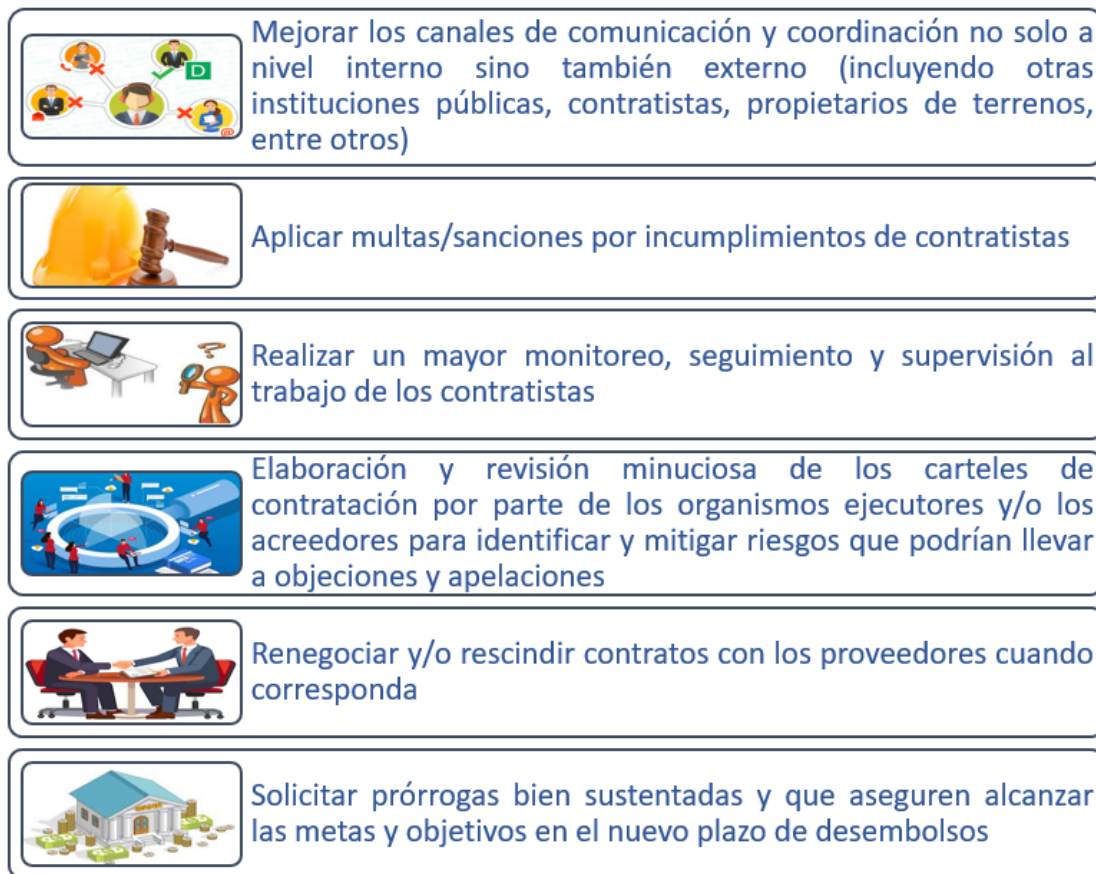 Mejorar los canales de comunicación y coordinación no solo a
nivel interno sino también externo (incluyendo otras
instituciones públicas, contratistas, propietarios de terrenos,
entre otros)
D
@
Aplicar multas/sanciones por incumplimientos de contratistas
Realizar un mayor monitoreo, seguimiento y supervisión al
trabajo de los contratistas
?
Elaboración y revisión minuciosa de los carteles de
contratación por parte de los organismos ejecutores y/o los
acreedores para identificar y mitigar riesgos que podrían llevar
a objeciones y apelaciones
Renegociar y/o rescindir contratos con los proveedores cuando
corresponda
Solicitar prórrogas bien sustentadas y que aseguren alcanzar
las metas y objetivos en el nuevo plazo de desembolsos